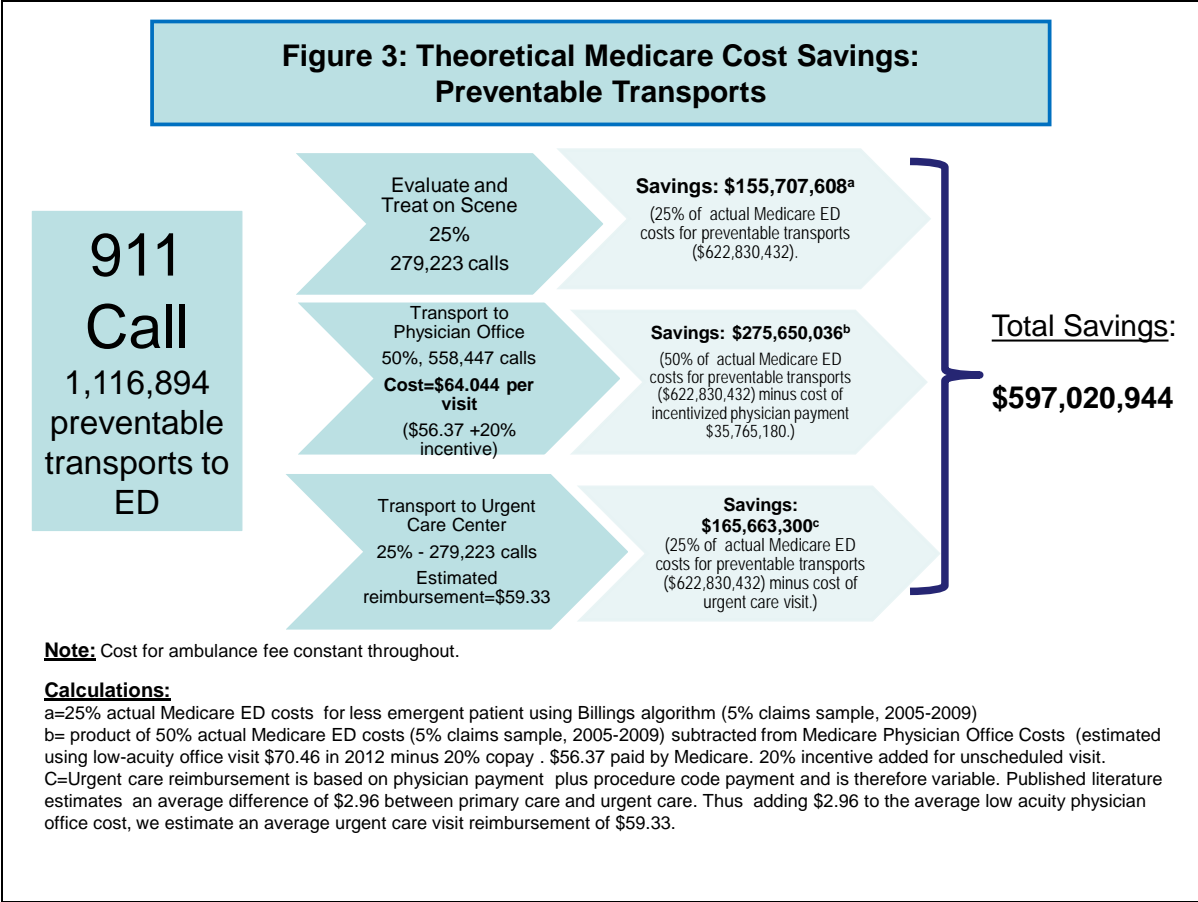 Figure 3: Theoretical Medicare Cost Savings:
Preventable Transports
911
Call
1,116,894
preventable
transports to
ED
Evaluate and
Treat on Scene
25%
279,223 calls
Savings: $155,707,608a
(25% of actual Medicare ED
costs for preventable transports
($622,830,432).
Transport to
Physician Office
50%, 558,447 calls
Cost=$64.044 per
visit
($56.37 +20%
incentive)
Savings: $275,650,036b
(50% of actual Medicare ED
costs for preventable transports
($622,830,432) minus cost of
incentivized physician payment
$35,765,180.)
Transport to Urgent
Care Center
25% - 279,223 calls
Estimated
reimbursement=$59.33
Savings:
$165,663,300c
(25% of actual Medicare ED
costs for preventable transports
($622,830,432) minus cost of
urgent care visit.)
Total Savings:
$597,020,944
Note: Cost for ambulance fee constant throughout.
Calculations:
a=25% actual Medicare ED costs for less emergent patient using Billings algorithm (5% claims sample, 2005-2009)
b= product of 50% actual Medicare ED costs (5% claims sample, 2005-2009) subtracted from Medicare Physician Office Costs (estimated
using low-acuity office visit $70.46 in 2012 minus 20% copay . $56.37 paid by Medicare. 20% incentive added for unscheduled visit.
C=Urgent care reimbursement is based on physician payment plus procedure code payment and is therefore variable. Published literature
estimates an average difference of $2.96 between primary care and urgent care. Thus adding $2.96 to the average low acuity physician
office cost, we estimate an average urgent care visit reimbursement of $59.33.